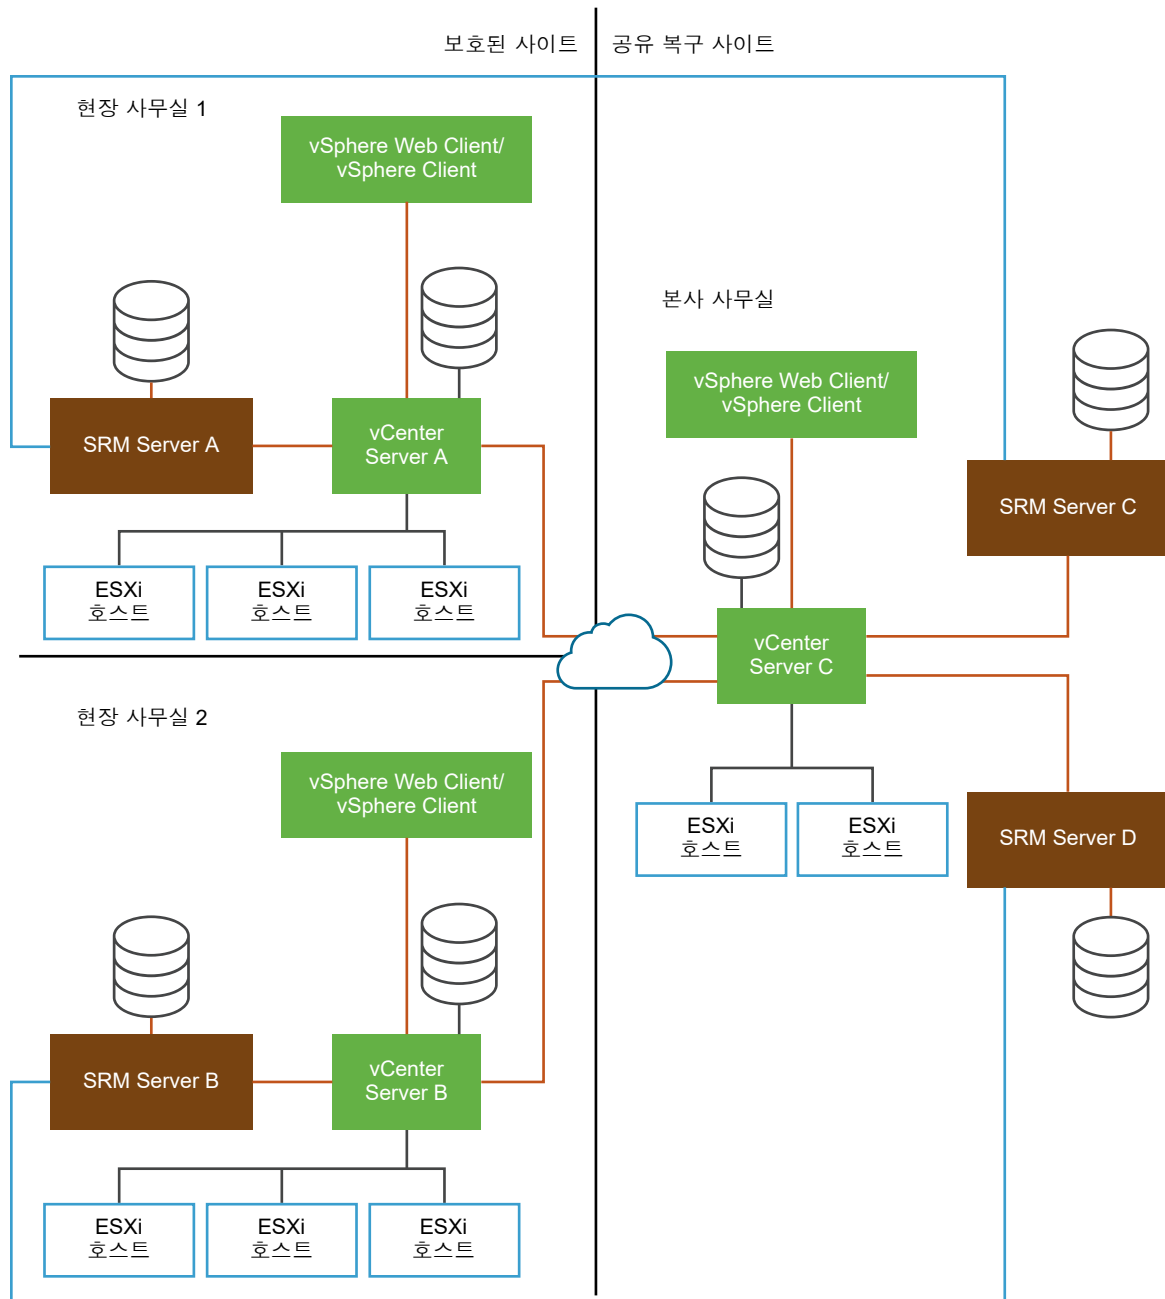 보호된 사이트
공유 복구 사이트
현장 사무실 1
vSphere Web Client/
vSphere Client
SRM Server A
vCenter
Server A
ESXi
호스트
ESXi
호스트
ESXi
호스트
현장 사무실 2
vSphere Web Client/
vSphere Client
SRM Server B
vCenter
Server B
ESXi
호스트
ESXi
호스트
ESXi
호스트
본사 사무실
vSphere Web Client/
vSphere Client
SRM Server C
vCenter
Server C
ESXi
호스트
ESXi
호스트
SRM Server D